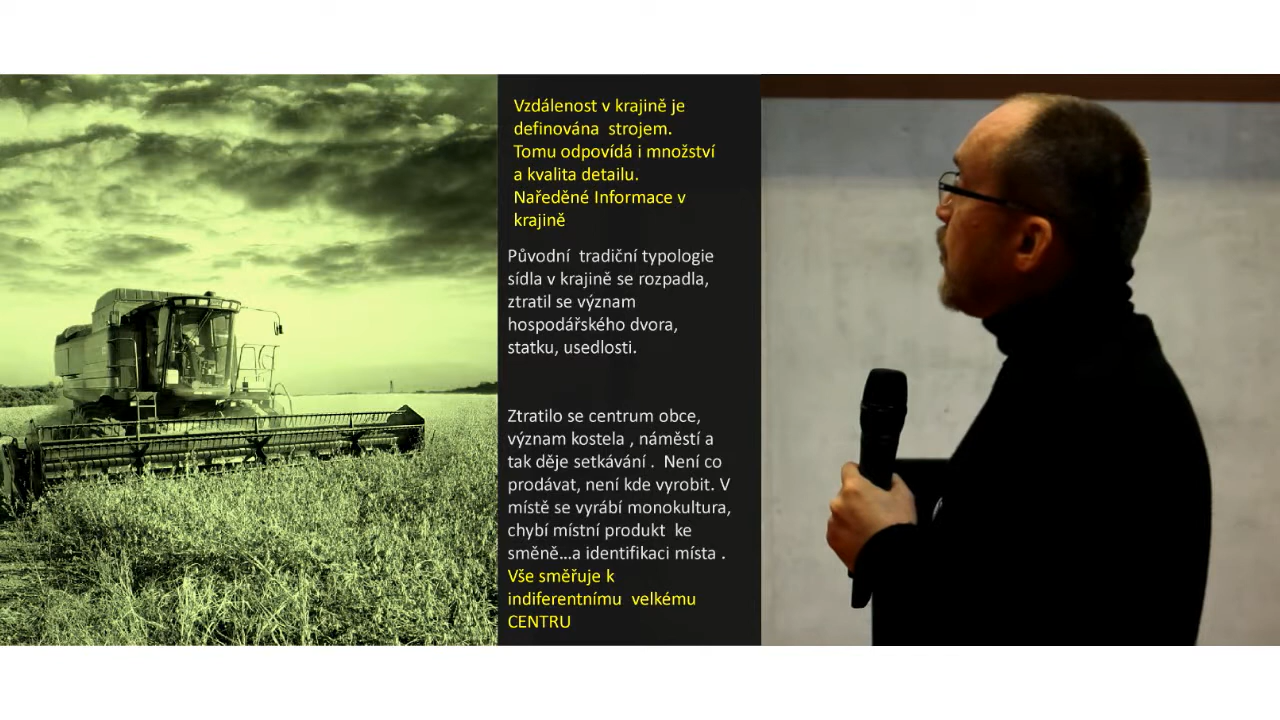 Vzdálenost v krajině je
definována  strojem.
Tomu odpovídá i množství
a kvalita detailu.
Naředěné Informace v
krajině
Původní  tradiční typologie
sídla v krajině se rozpadla,
ztratil se význam
hospodářského dvora,
statku, usedlosti.
Ztratilo se centrum obce,
význam kostela , náměstí a
tak děje setkávání .  Není co
prodávat, není kde vyrobit. V
místě se vyrábí monokultura,
chybí místní produkt  ke
směně...a identifikaci místa .
Vše směřuje k
indiferentnímu  velkému
CENTRU